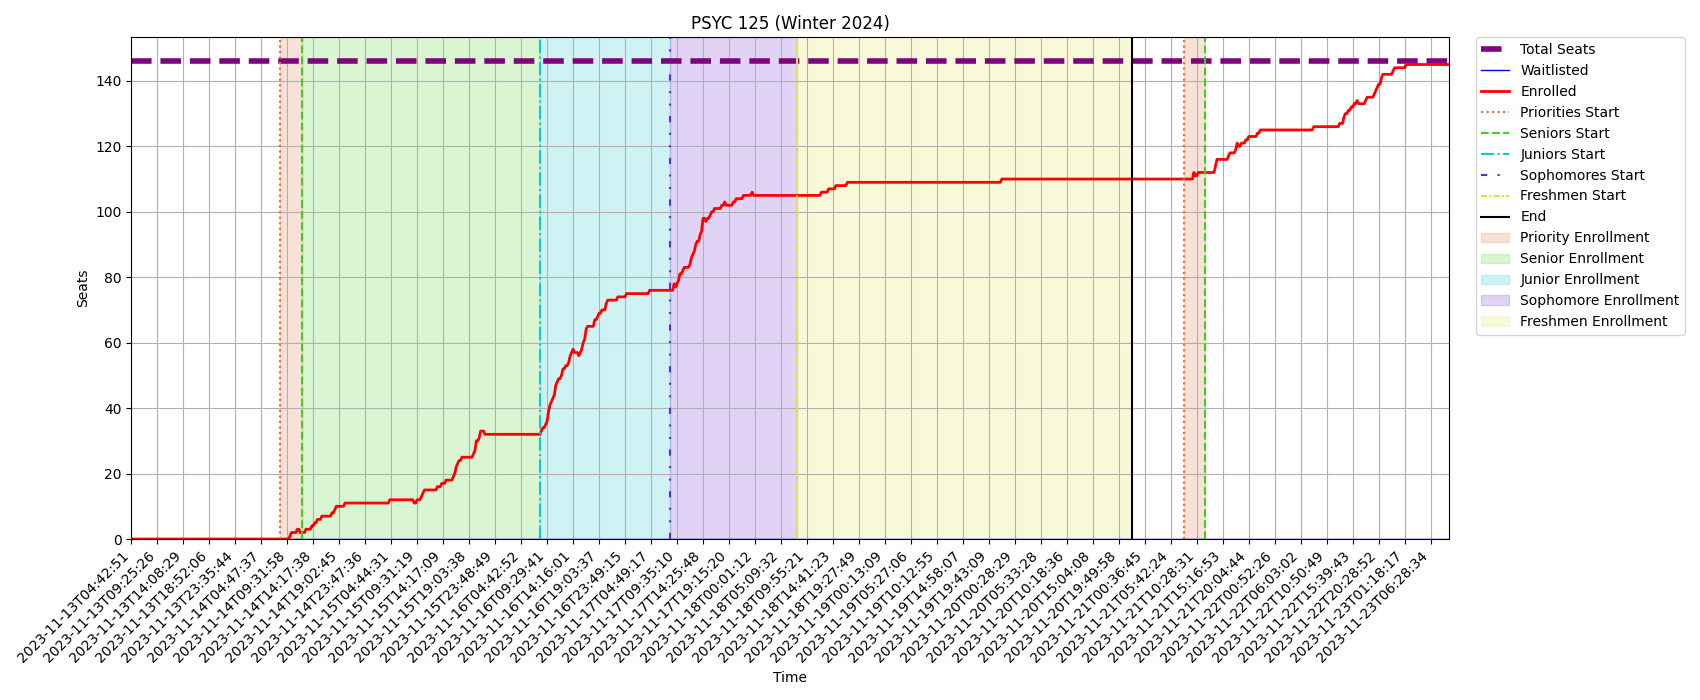 PSYC 125 (Winter 2024)
Seats
140
120
100
80
60
40
20
0
2023-11-13T04:42:51
2023-11-13T09:25:26
2023-11-13T14:08:29
2023-11-13T18:52:06
2023-11-13T23:35:44
2023-11-14T04:47:37
2023-11-14T09:31:58
2023-11-14T14:17:38
2023-11-14T19:02:45
2023-11-14T23:47:36
2023-11-15T04:44:31
2023-11-15T09:31:19
2023-11-15T14:17:09
2023-11-15T19:03:38
2023-11-15T23:48:49
2023-11-16T04:42:52
2023-11-16T09:29:41
2023-11-16T14:16:01
2023-11-16T19:03:37
2023-11-16T23:49:15
2023-11-17T04:49:17
2023-11-17T09:35:10
2023-11-17T14:25:48
2023-11-17T19:15:20
2023-11-18T00:01:12
2023-11-18T05:09:32
2023-11-18T09:55:21
2023-11-18T14:41:23
2023-11-18T19:27:49
2023-11-19T00:13:09
2023-11-19T05:27:06
2023-11-19T10:12:55
2023-11-19T14:58:07
2023-11-19T19:43:09
2023-11-20T00:28:29
2023-11-20T05:33:28
2023-11-20T10:18:36
2023-11-20T15:04:08
2023-11-20T19:49:58
2023-11-21T00:36:45
2023-11-21T05:42:24
2023-11-21T10:28:31
2023-11-21T15:16:53
2023-11-21T20:04:44
2023-11-22T00:52:26
2023-11-22T06:03:02
2023-11-22T10:50:49
2023-11-22T15:39:43
2023-11-22T20:28:52
2023-11-23T01:18:17
2023-11-23T06:28:34
Time
Total Seats
Waitlisted
Enrolled
Priorities Start
Seniors Start
Juniors Start
Sophomores Start
Freshmen Start
End
Priority Enrollment
Senior Enrollment
Junior Enrollment
Sophomore Enrollment
Freshmen Enrollment